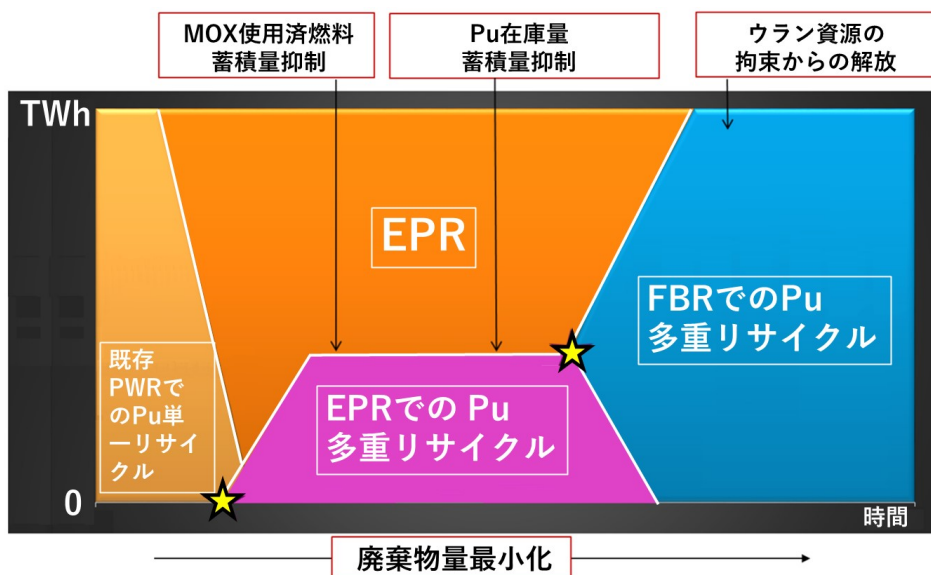 MOX使用済燃料
蓄積量抑制
Pu在庫量
蓄積量抑制
ウラン資源の
拘束からの解放
TWh
EPR
FBRでのPu
多重リサイクル
既存
PWRで
のPu単
一リサイ
クル
EPRでの Pu
多重リサイクル
0
時間
廃棄物量最小化